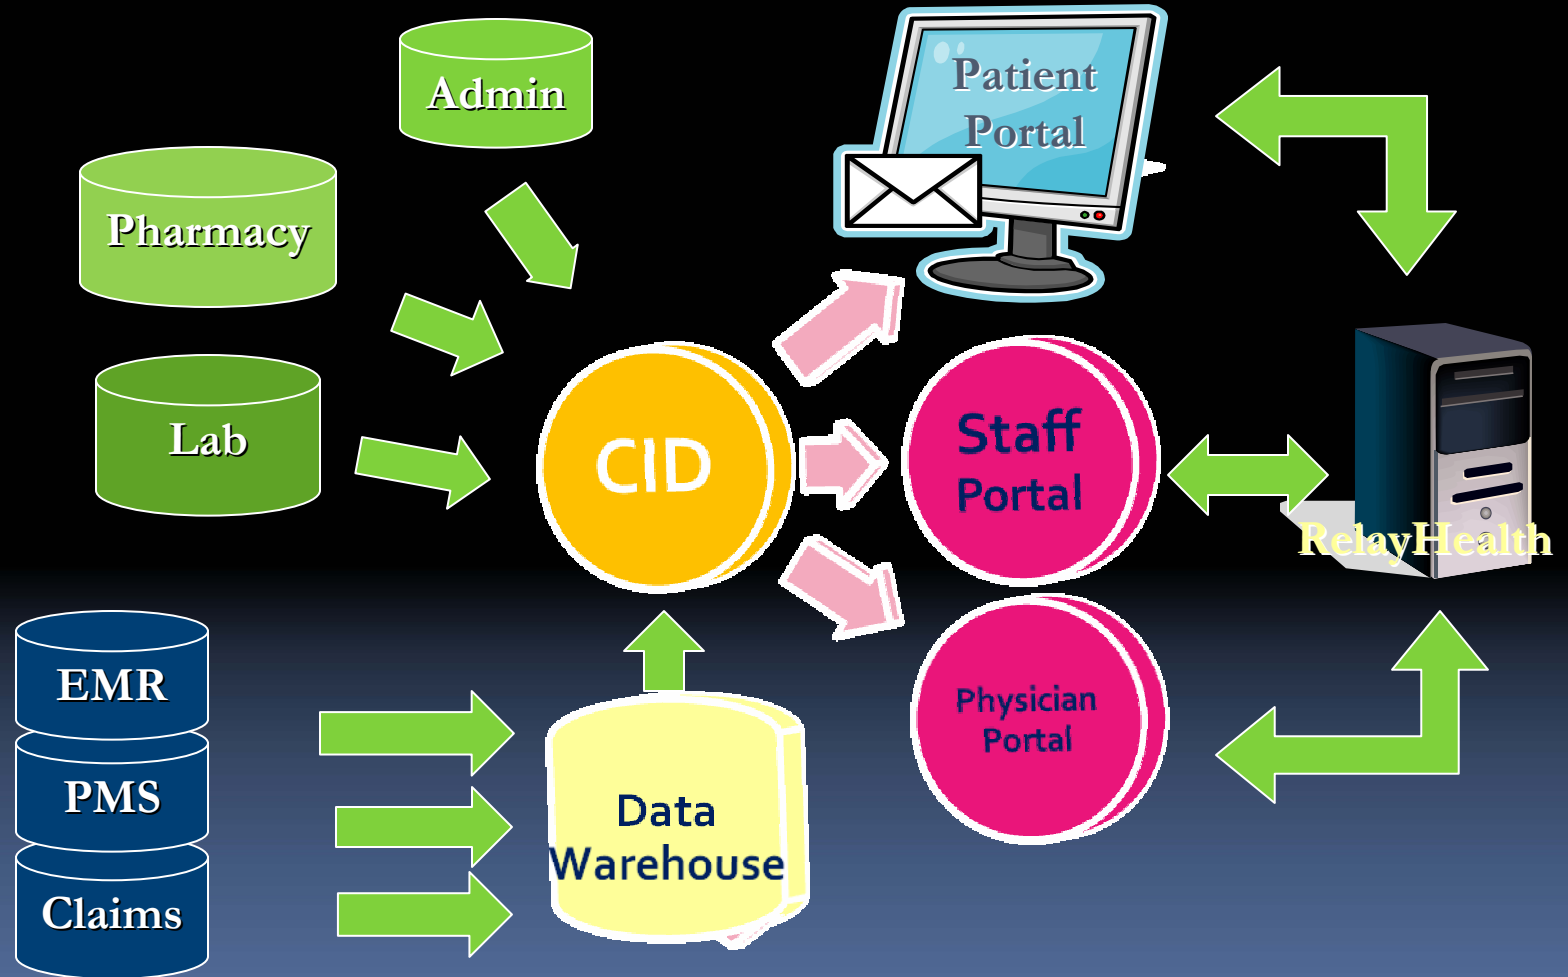 Admin
Patient
Portal
Pharmacy
Lab
CID
Staff
Portal
RelayHealth
EMR
PMS
Claims
Physician
Portal
Data
Warehouse